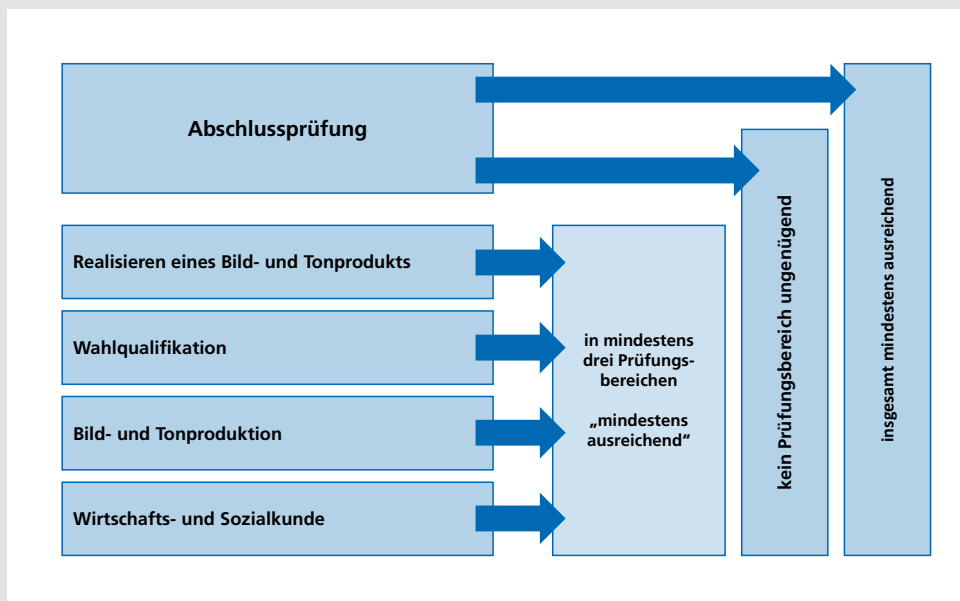 Abschlussprüfung
Realisieren eines Bild- und Tonprodukts
Wahlqualifikation
Bild- und Tonproduktion
Wirtschafts- und Sozialkunde
in mindestens
drei Prüfungs-
bereichen
„mindestens
ausreichend“
kein Prüfungsbereich ungenügend
insgesamt mindestens ausreichend